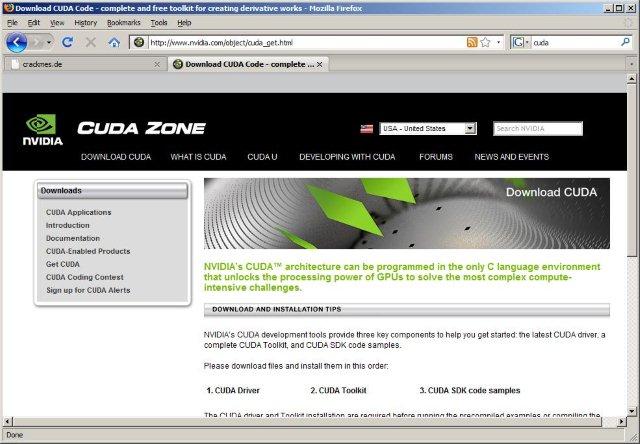 Download CUDA Code - complete and free toolkit for creating derivative works - Mozilla Firefox
File Edit View History Bookmarks Tools Help
http://www.nvidia.com/object/cuda_get.html
cuda
crackmes.de
Download CUDA Code - complete ...
NVIDIA
CUDA ZONE
USA - United States
Search NVIDIA
DOWNLOAD CUDA WHAT IS CUDA CUDA U DEVELOPING WITH CUDA FORUMS NEWS AND EVENTS
Downloads
CUDA Applications
Introduction
Documentation
CUDA-Enabled Products
Get CUDA
CUDA Coding Contest
Sign up for CUDA Alerts
Download CUDA
NVIDIA's CUDA™ architecture can be programmed in the only C language environment
that unlocks the processing power of GPUs to solve the most complex compute-
intensive challenges.
DOWNLOAD AND INSTALLATION TIPS
NVIDIA's CUDA development tools provide three key components to help you get started: the latest CUDA driver, a
complete CUDA Toolkit, and CUDA SDK code samples.
Please download files and install them in this order:
1. CUDA Driver 2. CUDA Toolkit 3. CUDA SDK code samples
The CUDA driver and Toolkit installation are required before running the precompiled examples or compiling the
Done